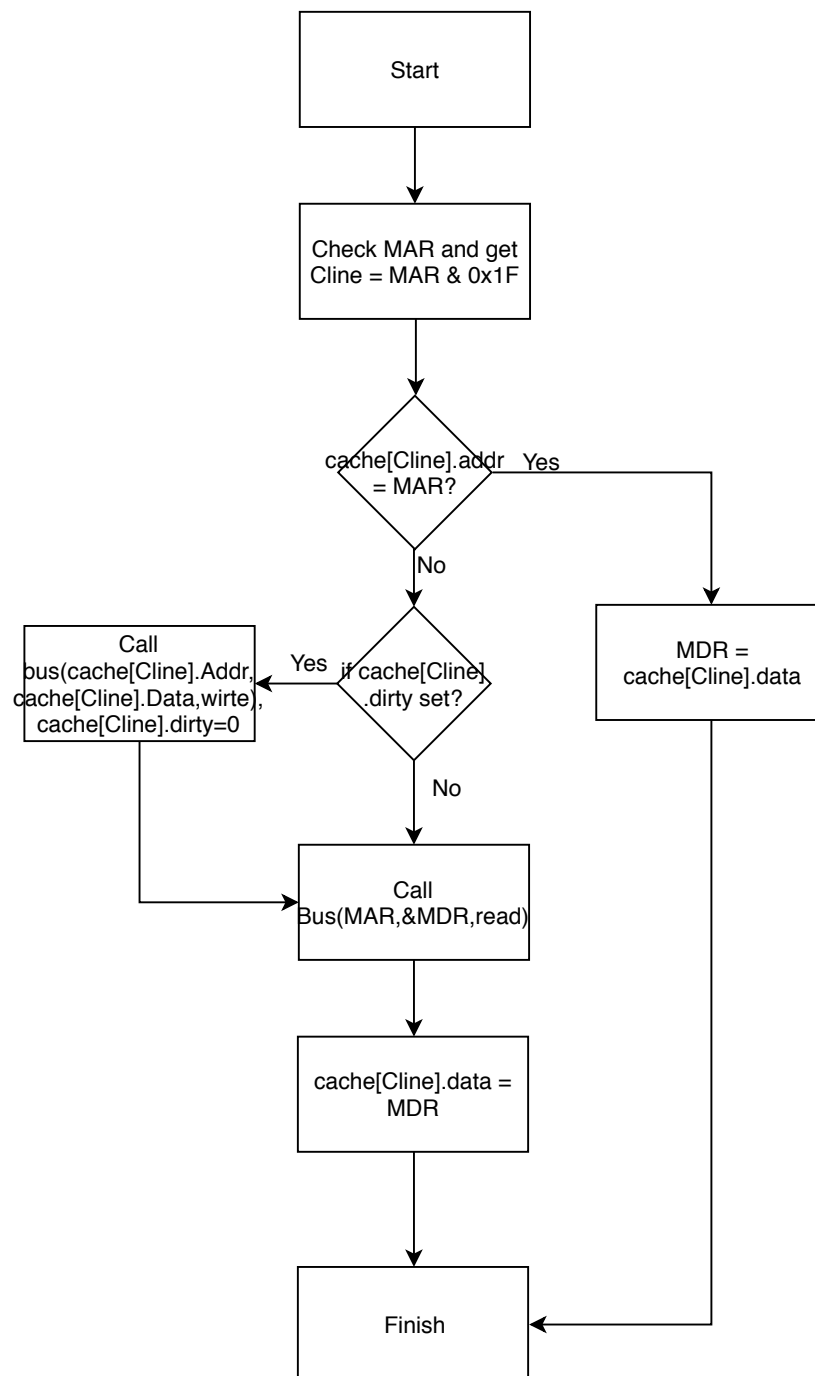 Start
Check MAR and get
Cline = MAR & 0x1F
cache[Cline].addr
= MAR?
Yes
No
MDR =
cache[Cline].data
Call
bus(cache[Cline].Addr,
cache[Cline].Data,wirte),
cache[Cline].dirty=0
Yes
if cache[Cline]
.dirty set?
No
Call
Bus(MAR,&MDR,read)
cache[Cline].data =
MDR
Finish